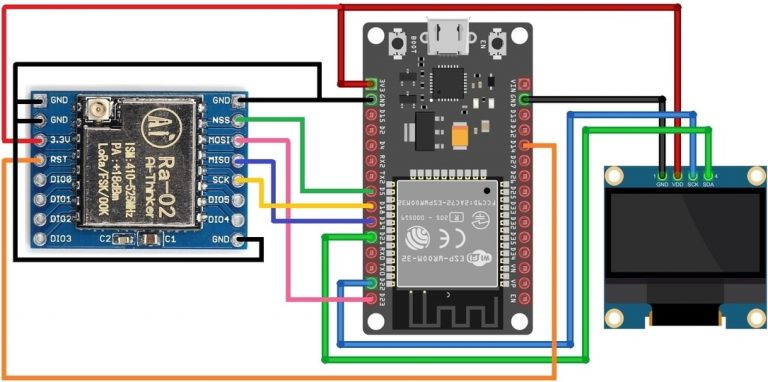 GND
GND
3.3V
RST
DIO0
DIO1
DIO2
DIO3
Ai
Ra-02
Ai-Thinker
ISM:410-525MHz
PA:+18dBm
LoRa/FSK/OOK
C2
C1
GND
NSS
MOSI
MISO
SCK
DIO5
DIO4
GND
BOOT
EN
3V3
GND
D15
D2
D4
RX2
TX2
D5
D18
D19
D21
RX0
TX0
D22
D23
VIN
GND
D13
D12
D14
D27
D26
D25
D33
D32
D35
D34
VN
VP
EN
WiFi
ESP-WROOM-32
CE
R
205-000519
1
GND
VDD
SCK
SDA
4